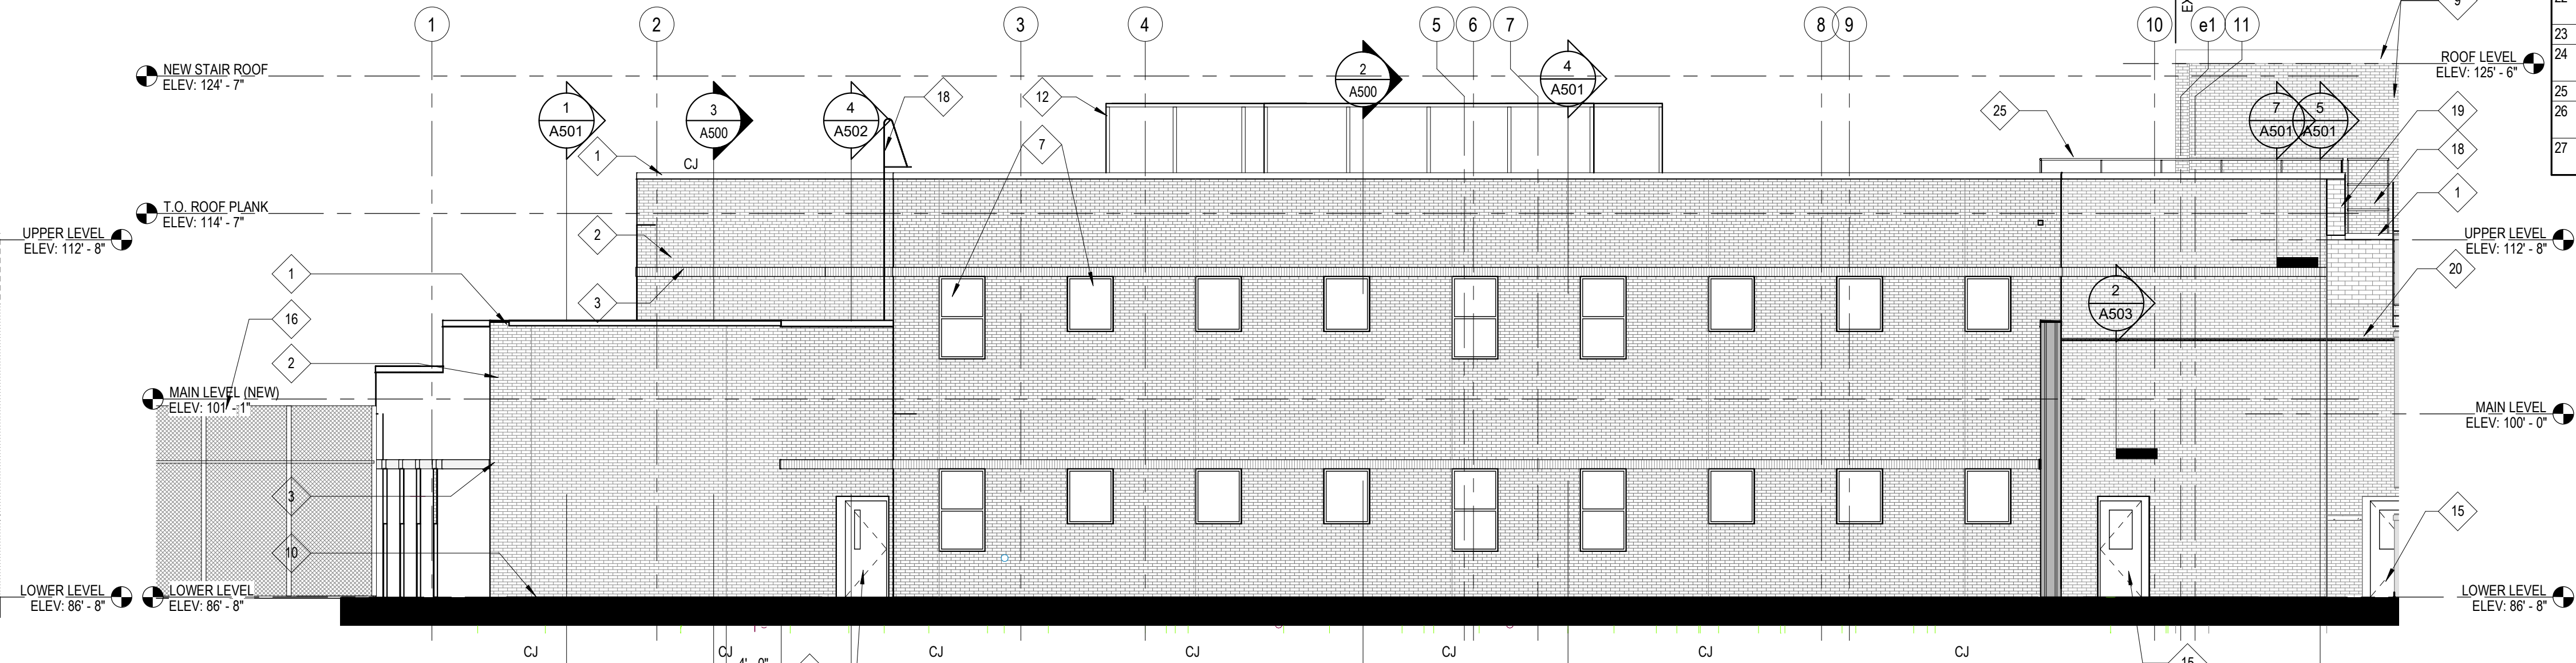 1
2
3
4
5
6
7
8
9
10
e1
11
9
22
23
24
25
26
27
NEW STAIR ROOF
ELEV: 124' - 7"
ROOF LEVEL
ELEV: 125' - 6"
1
A501
3
A500
4
A502
18
12
2
A500
4
A501
25
7
A501
5
A501
19
18
1
1
CJ
7
T.O. ROOF PLANK
ELEV: 114' - 7"
UPPER LEVEL
ELEV: 112' - 8"
2
UPPER LEVEL
ELEV: 112' - 8"
1
3
20
2
A503
16
2
MAIN LEVEL (NEW)
ELEV: 101' - 1"
MAIN LEVEL
ELEV: 100' - 0"
3
15
10
LOWER LEVEL
ELEV: 86' - 8"
LOWER LEVEL
ELEV: 86' - 8"
LOWER LEVEL
ELEV: 86' - 8"
CJ
CJ
CJ
CJ
CJ
CJ
CJ
4' - 0"
15